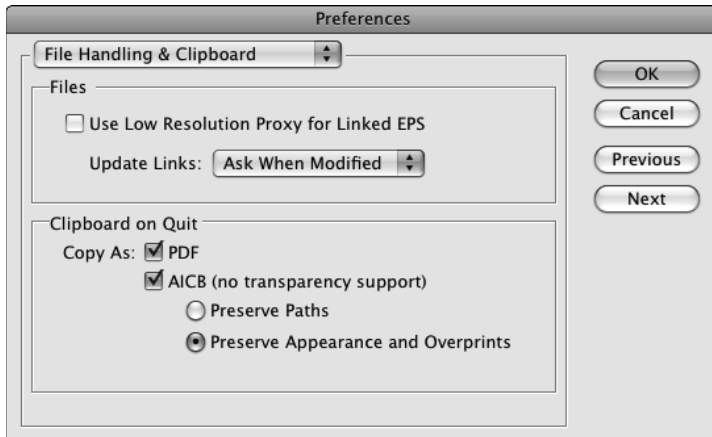 Preferences
File Handling & Clipboard
Files
Use Low Resolution Proxy for Linked EPS
Update Links: Ask When Modified
Clipboard on Quit
Copy As: PDF
AICB (no transparency support)
Preserve Paths
Preserve Appearance and Overprints
OK
Cancel
Previous
Next